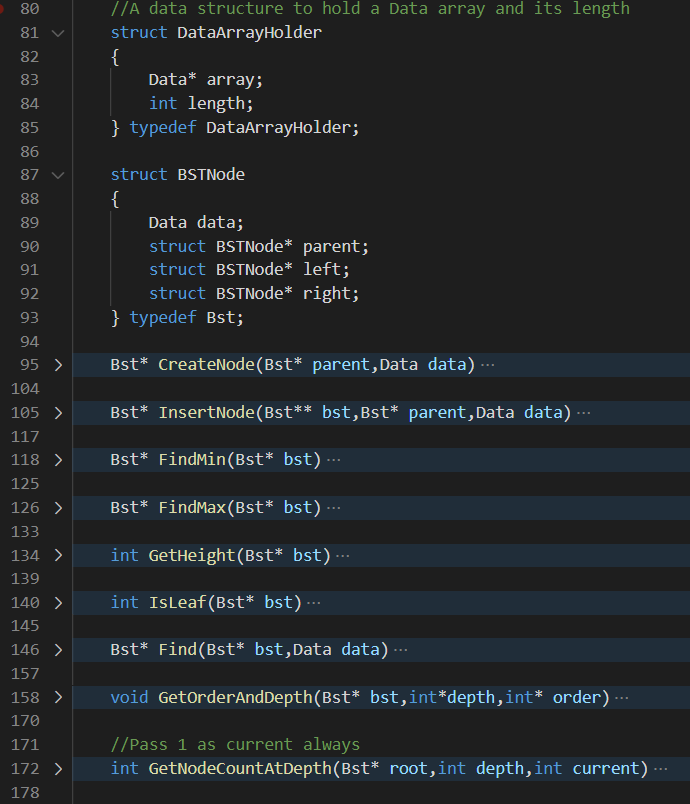 80 //A data structure to hold a Data array and its length
81 struct DataArrayHolder
82 {
83 Data* array;
84 int length;
85 } typedef DataArrayHolder;
86
87 struct BSTNode
88 {
89 Data data;
90 struct BSTNode* parent;
91 struct BSTNode* left;
92 struct BSTNode* right;
93 } typedef Bst;
94
95 Bst* CreateNode(Bst* parent,Data data) ···
104
105 Bst* InsertNode(Bst** bst,Bst* parent,Data data) ···
117
118 Bst* FindMin(Bst* bst) ···
125
126 Bst* FindMax(Bst* bst) ···
133
134 int GetHeight(Bst* bst) ···
139
140 int IsLeaf(Bst* bst) ···
145
146 Bst* Find(Bst* bst,Data data) ···
157
158 void GetOrderAndDepth(Bst* bst,int*depth,int* order) ···
170
171 //Pass 1 as current always
172 int GetNodeCountAtDepth(Bst* root,int depth,int current) ···
178